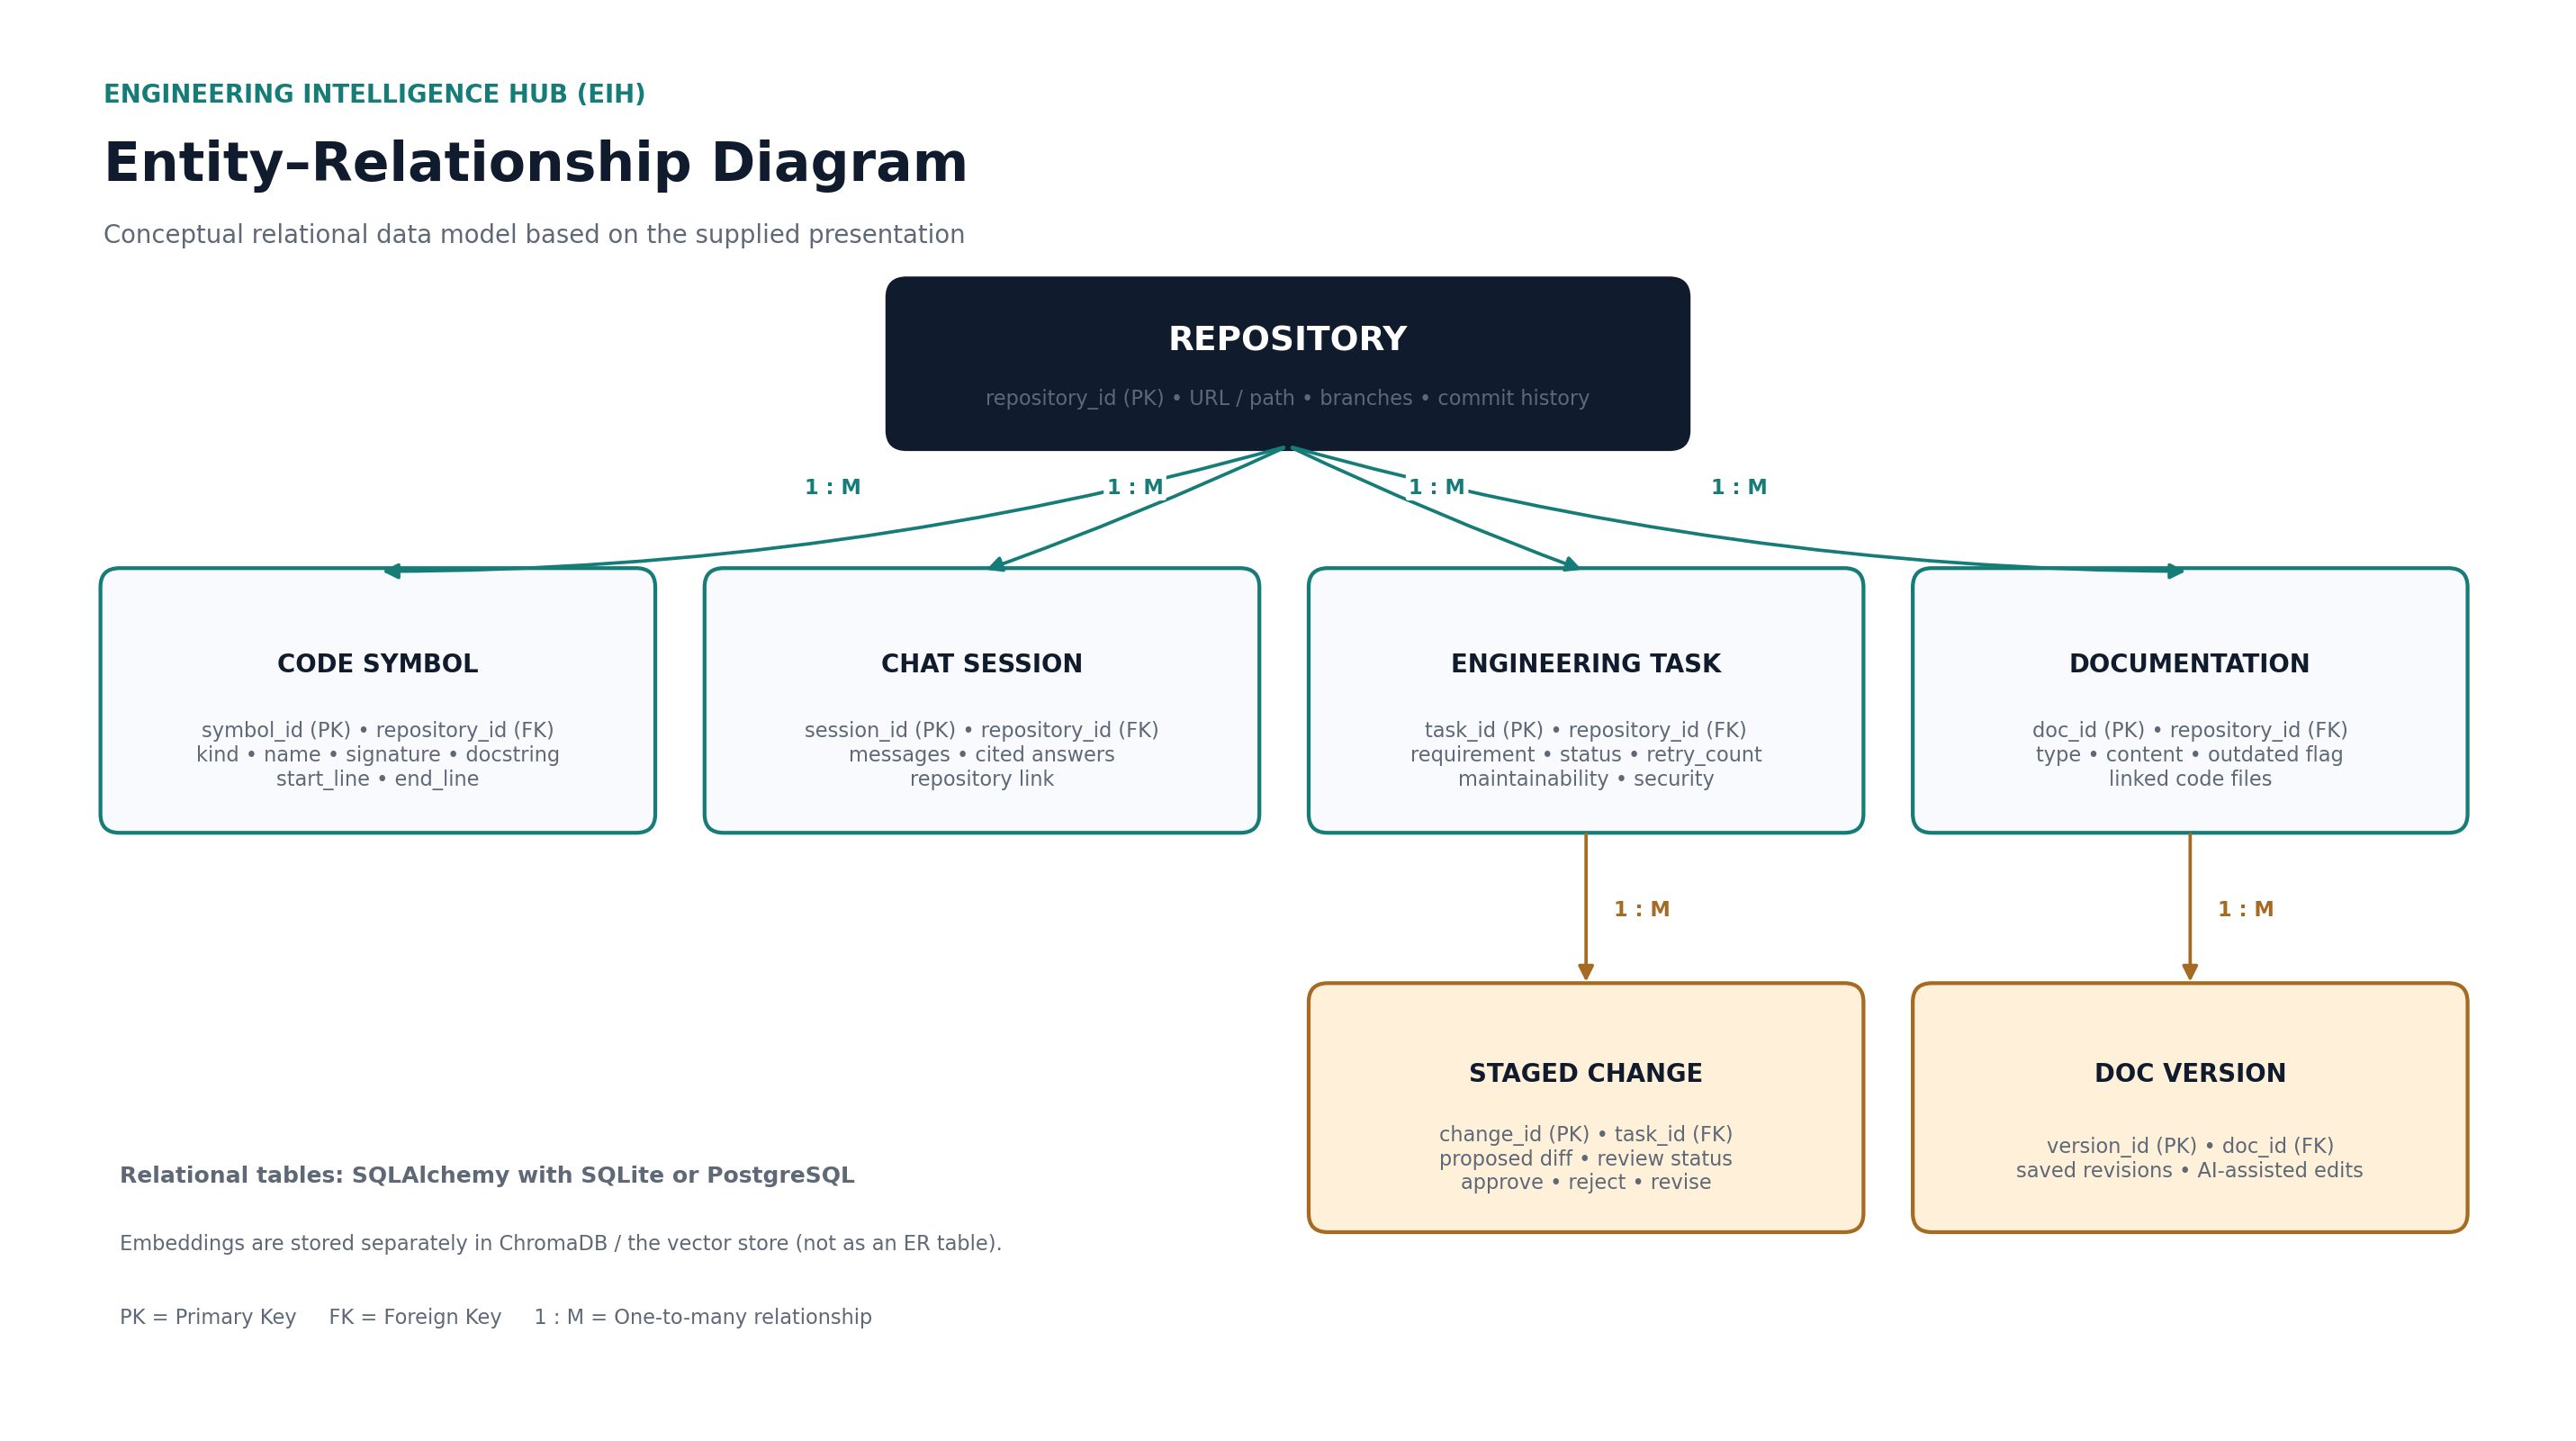 ENGINEERING INTELLIGENCE HUB (EIH)
Entity–Relationship Diagram
Conceptual relational data model based on the supplied presentation
REPOSITORY
repository_id (PK) • URL / path • branches • commit history
1 : M
1 : M
1 : M
1 : M
CODE SYMBOL
symbol_id (PK) • repository_id (FK)
kind • name • signature • docstring
start_line • end_line
CHAT SESSION
session_id (PK) • repository_id (FK)
messages • cited answers
repository link
ENGINEERING TASK
task_id (PK) • repository_id (FK)
requirement • status • retry_count
maintainability • security
DOCUMENTATION
doc_id (PK) • repository_id (FK)
type • content • outdated flag
linked code files
1 : M
1 : M
STAGED CHANGE
change_id (PK) • task_id (FK)
proposed diff • review status
approve • reject • revise
DOC VERSION
version_id (PK) • doc_id (FK)
saved revisions • AI-assisted edits
Relational tables: SQLAlchemy with SQLite or PostgreSQL
Embeddings are stored separately in ChromaDB / the vector store (not as an ER table).
PK = Primary Key     FK = Foreign Key     1 : M = One-to-many relationship